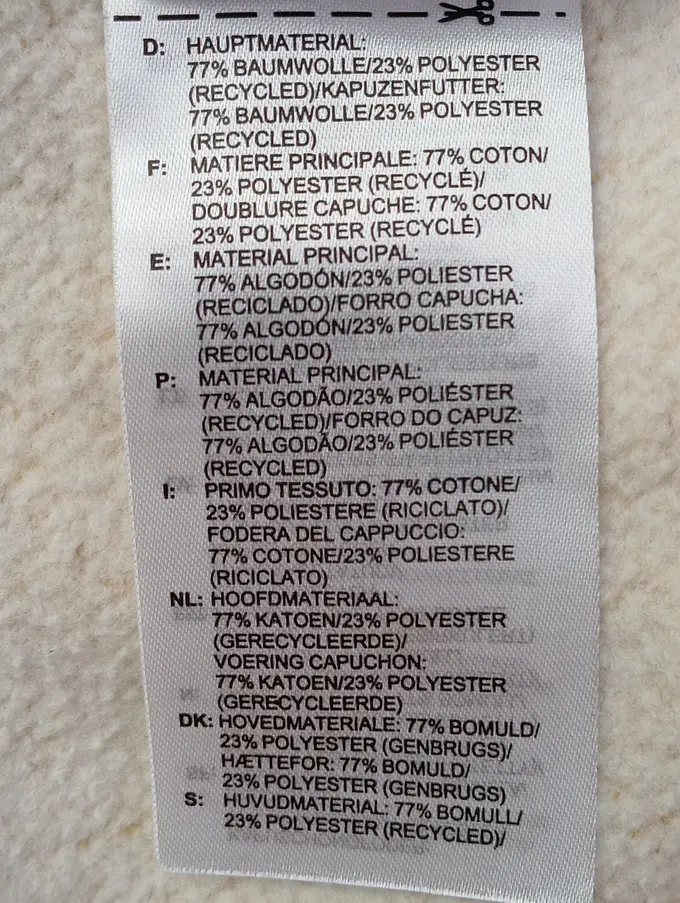 D: HAUPTMATERIAL:
77% BAUMWOLLE/23% POLYESTER
(RECYCLED)/KAPUZENFUTTER:
77% BAUMWOLLE/23% POLYESTER
(RECYCLED)
F: MATIERE PRINCIPALE: 77% COTON/
23% POLYESTER (RECYCLÉ)/
DOUBLURE CAPUCHE: 77% COTON/
23% POLYESTER (RECYCLÉ)
E: MATERIAL PRINCIPAL:
77% ALGODÓN/23% POLIESTER
(RECICLADO)/FORRO CAPUCHA:
77% ALGODÓN/23% POLIESTER
(RECICLADO)
P: MATERIAL PRINCIPAL:
77% ALGODÃO/23% POLIÉSTER
(RECYCLED)/FORRO DO CAPUZ:
77% ALGODÃO/23% POLIÉSTER
(RECYCLED)
I: PRIMO TESSUTO: 77% COTONE/
23% POLIESTERE (RICICLATO)/
FODERA DEL CAPPUCCIO:
77% COTONE/23% POLIESTERE
(RICICLATO)
NL: HOOFDMATERIAAL:
77% KATOEN/23% POLYESTER
(GERECYCLEERDE)/
VOERING CAPUCHON:
77% KATOEN/23% POLYESTER
(GERECYCLEERDE)
DK: HOVEDMATERIALE: 77% BOMULD/
23% POLYESTER (GENBRUGS)/
HÆTTEFOR: 77% BOMULD/
23% POLYESTER (GENBRUGS)
S: HUVUDMATERIAL: 77% BOMULL/
23% POLYESTER (RECYCLED)/